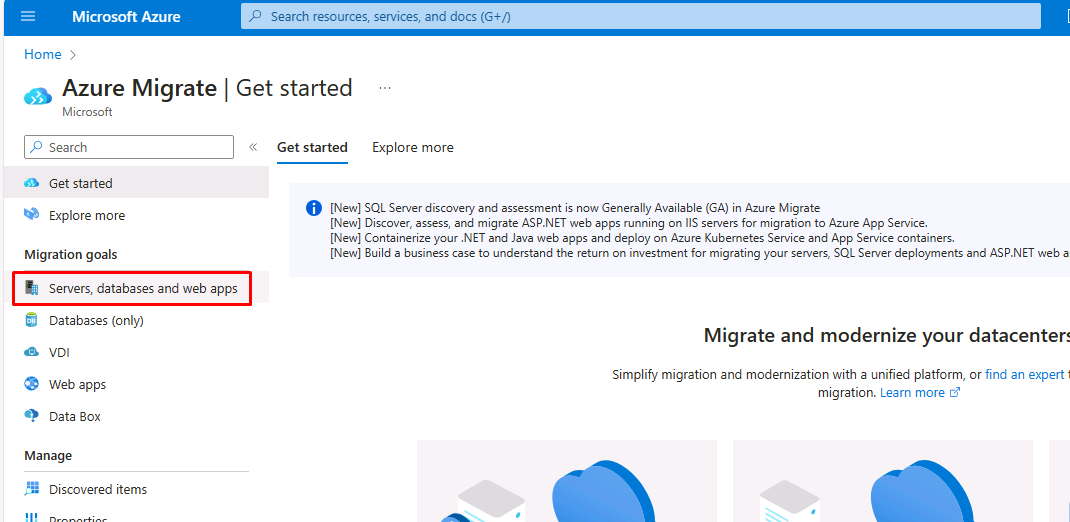 Microsoft Azure
Search resources, services, and docs (G+/)
Home
Azure Migrate | Get started
Microsoft
Search
Get started
Explore more
Get started
Explore more
[New] SQL Server discovery and assessment is now Generally Available (GA) in Azure Migrate
[New] Discover, assess, and migrate ASP.NET web apps running on IIS servers for migration to Azure App Service.
[New] Containerize your .NET and Java web apps and deploy on Azure Kubernetes Service and App Service containers.
[New] Build a business case to understand the return on investment for migrating your servers, SQL Server deployments and ASP.NET web a
Migration goals
Servers, databases and web apps
Databases (only)
VDI
Web apps
Data Box
Manage
Discovered items
Properties
Migrate and modernize your datacenters
Simplify migration and modernization with a unified platform, or find an expert t
migration. Learn more